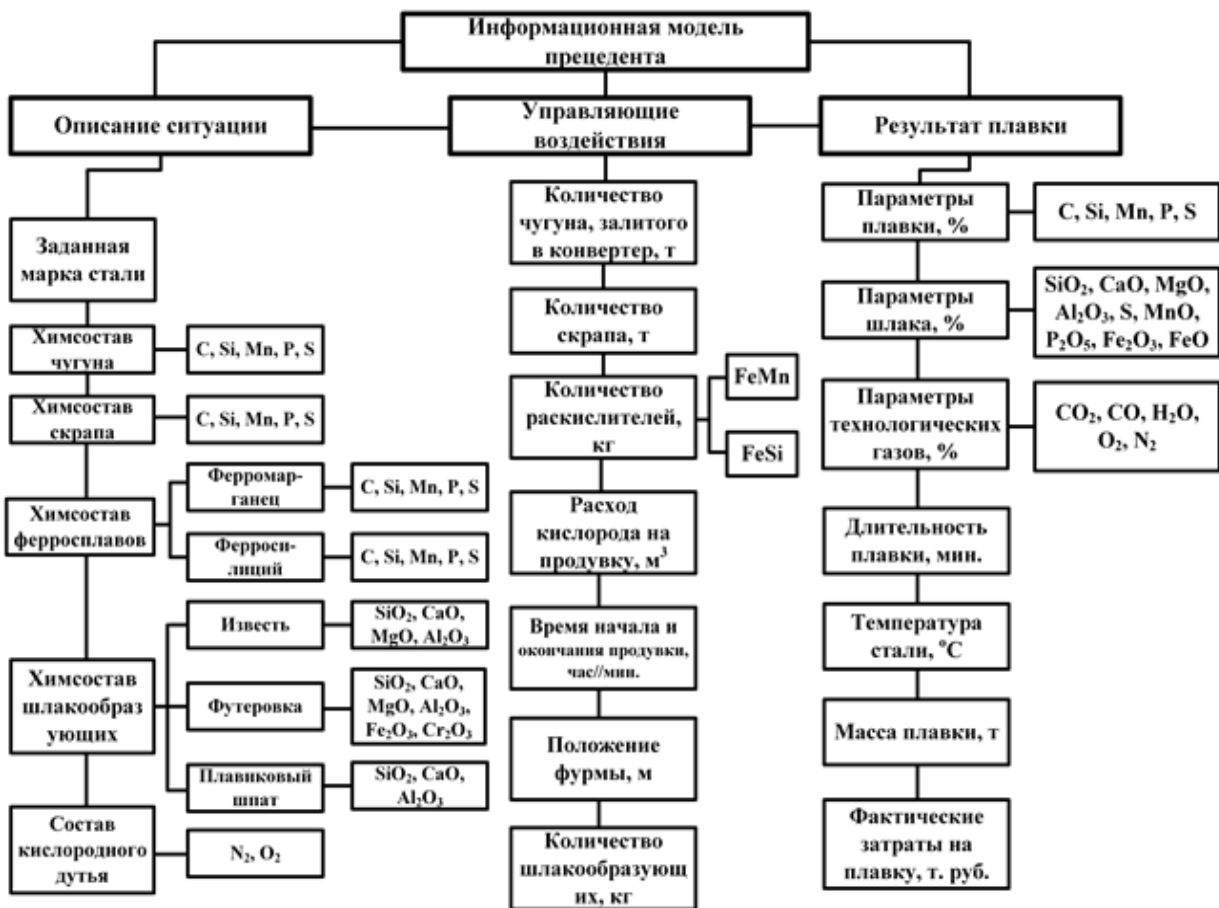 Информационная модель
прецедента
Описание ситуации
Управляющие
воздействия
Результат плавки
Заданная
марка стали
Химсостав
чугуна
C, Si, Mn, P, S
Химсостав
скрапа
C, Si, Mn, P, S
Химсостав
ферросплавов
Ферромар-
ганец
C, Si, Mn, P, S
Ферроси-
лиций
C, Si, Mn, P, S
Химсостав
шлакообраз
ующих
Известь
SiO₂, CaO,
MgO, Al₂O₃
Футеровка
SiO₂, CaO,
MgO, Al₂O₃,
Fe₂O₃, Cr₂O₃
Плавиковый
шпат
SiO₂, CaO,
Al₂O₃
Состав
кислородного
дутья
N₂, O₂
Количество
чугуна, залитого
в конвертер, т
Количество
скрапа, т
Количество
раскислителей,
кг
FeMn
FeSi
Расход
кислорода на
продувку, м³
Время начала и
окончания продувки,
час//мин.
Положение
фурмы, м
Количество
шлакообразующ
их, кг
Параметры
плавки, %
C, Si, Mn, P, S
Параметры
шлака, %
SiO₂, CaO, MgO,
Al₂O₃, S, MnO,
P₂O₅, Fe₂O₃, FeO
Параметры
технологических
газов, %
CO₂, CO, H₂O,
O₂, N₂
Длительность
плавки, мин.
Температура
стали, °C
Масса плавки, т
Фактические
затраты на
плавку, т. руб.